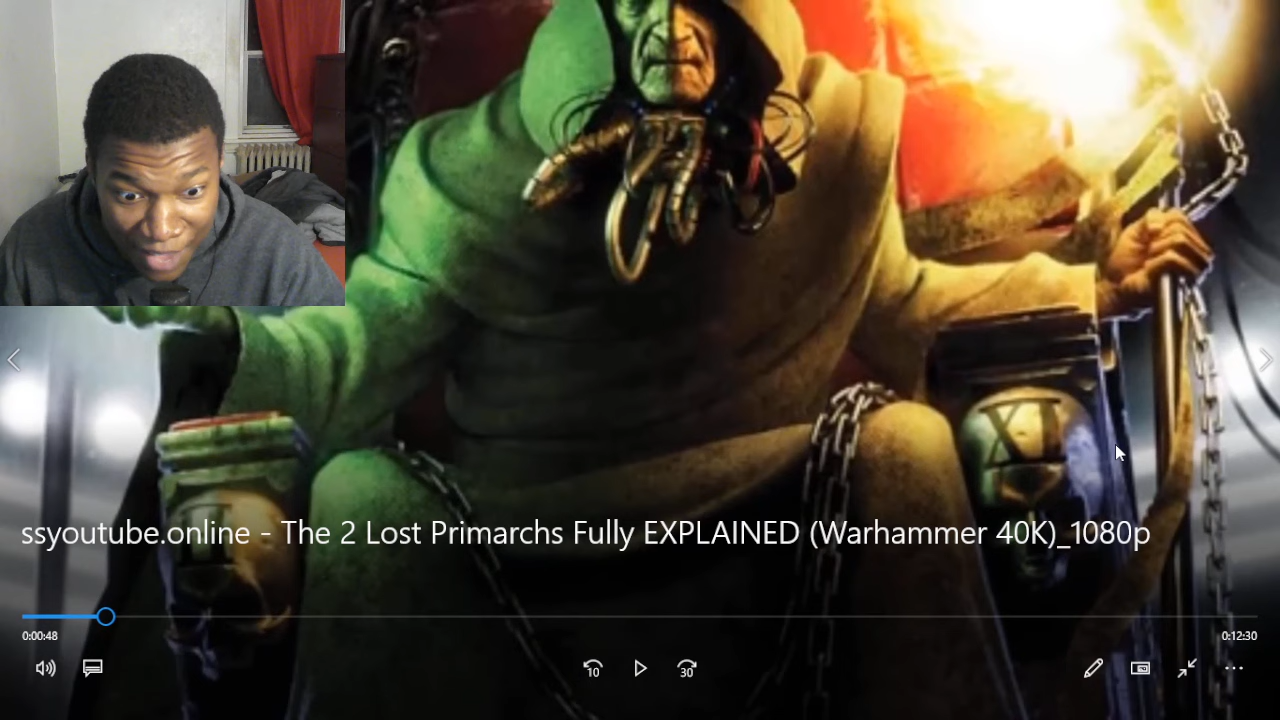 XI
ssyoutube.online - The 2 Lost Primarchs Fully EXPLAINED (Warhammer 40K)_1080p
0:00:48
0:12:30
10
30